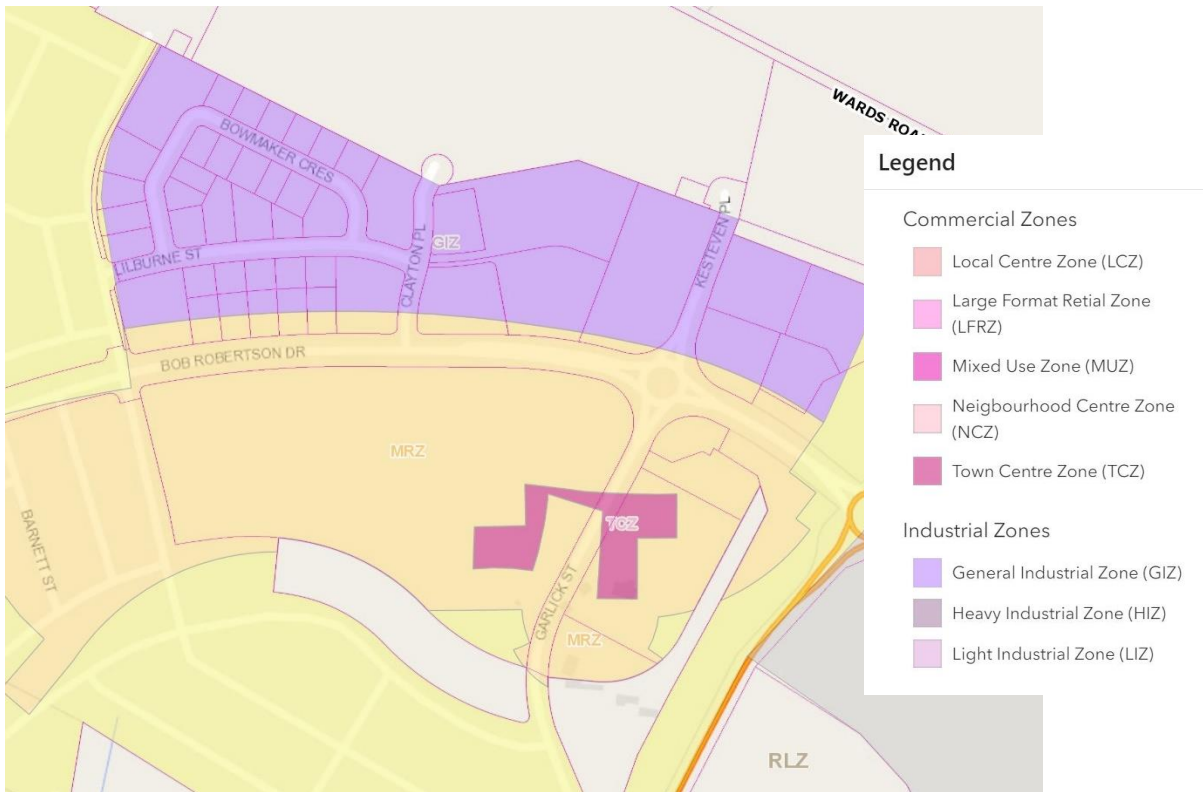 WARDS ROA
BOWMAKER CRES
GIZ
LILBURNE ST
CLAYTON PL
KESTEVEN PL
BOB ROBERTSON DR
MRZ
BARNETT ST
TCZ
GARLICK ST
MRZ
RLZ
Legend
Commercial Zones
Local Centre Zone (LCZ)
Large Format Retial Zone
(LFRZ)
Mixed Use Zone (MUZ)
Neigbourhood Centre Zone
(NCZ)
Town Centre Zone (TCZ)
Industrial Zones
General Industrial Zone (GIZ)
Heavy Industrial Zone (HIZ)
Light Industrial Zone (LIZ)